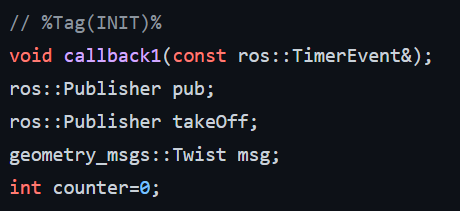 // %Tag(INIT)%
void callback1(const ros::TimerEvent&);
ros::Publisher pub;
ros::Publisher takeOff;
geometry_msgs::Twist msg;
int counter=0;